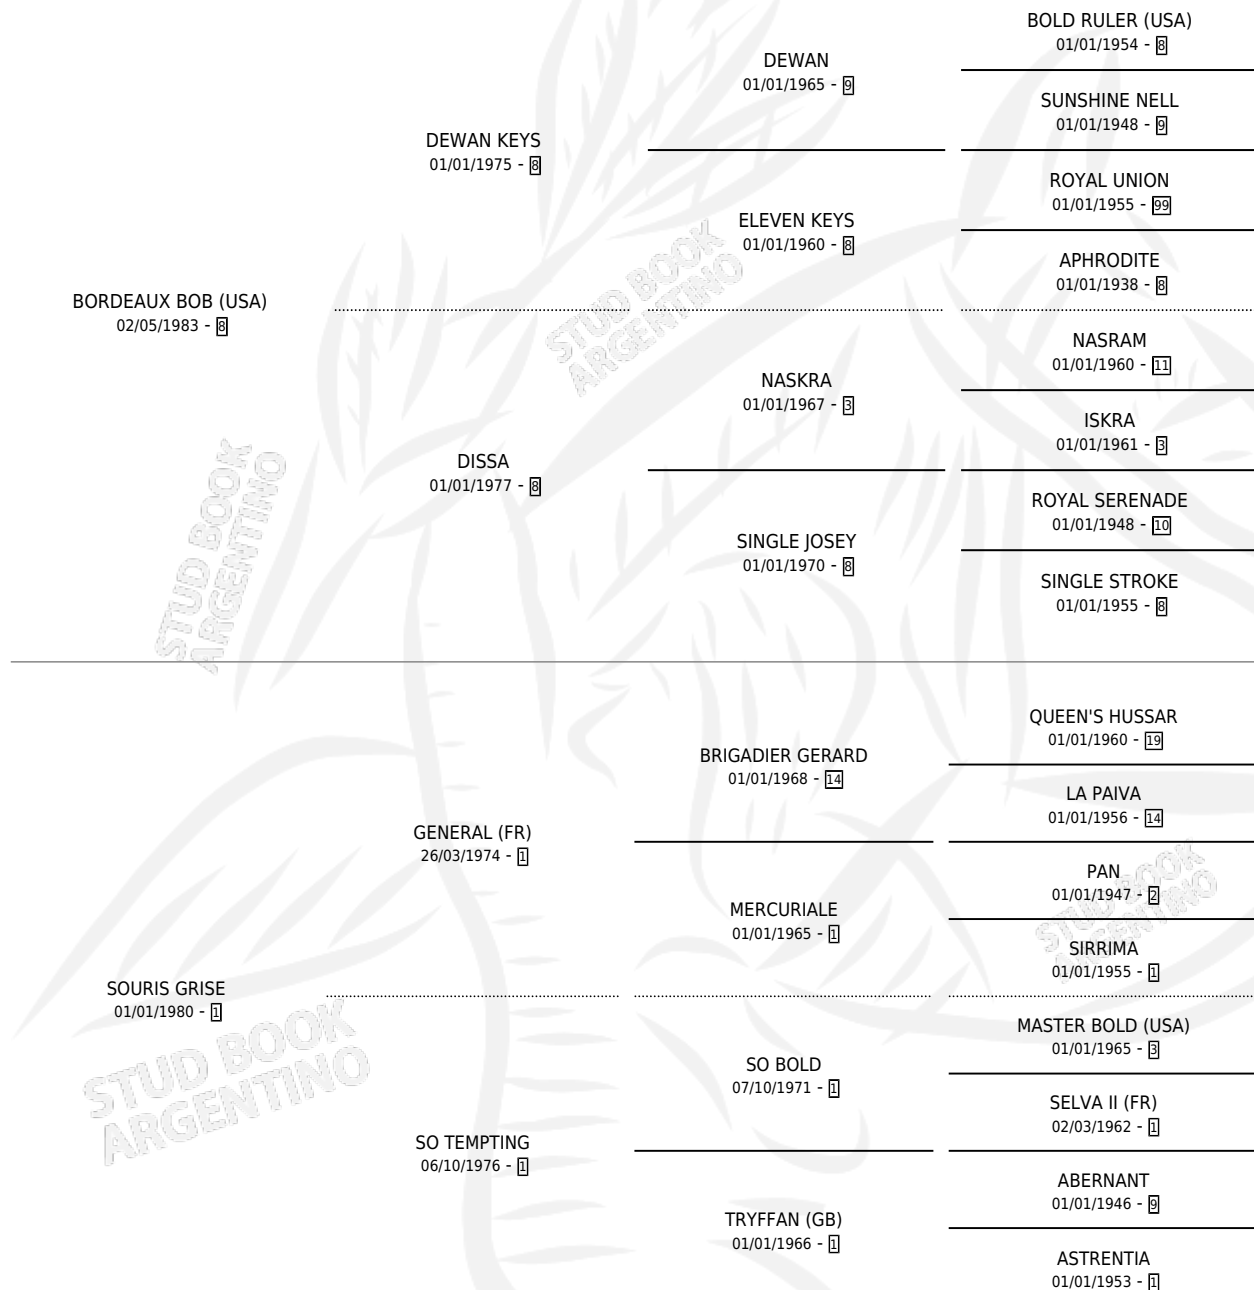 BOLD RULER (USA)
01/01/1954 - 8
DEWAN
01/01/1965 - 9
SUNSHINE NELL
01/01/1948 - 9
DEWAN KEYS
01/01/1975 - 8
ROYAL UNION
01/01/1955 - 99
ELEVEN KEYS
01/01/1960 - 8
APHRODITE
01/01/1938 - 8
BORDEAUX BOB (USA)
02/05/1983 - 8
NASRAM
01/01/1960 - 11
NASKRA
01/01/1967 - 3
ISKRA
01/01/1961 - 3
DISSA
01/01/1977 - 8
ROYAL SERENADE
01/01/1948 - 10
SINGLE JOSEY
01/01/1970 - 8
SINGLE STROKE
01/01/1955 - 8
QUEEN'S HUSSAR
01/01/1960 - 19
BRIGADIER GERARD
01/01/1968 - 14
LA PAIVA
01/01/1956 - 14
GENERAL (FR)
26/03/1974 - 1
PAN
01/01/1947 - 2
MERCURIALE
01/01/1965 - 1
SIRRIMA
01/01/1955 - 1
SOURIS GRISE
01/01/1980 - 1
MASTER BOLD (USA)
01/01/1965 - 3
SO BOLD
07/10/1971 - 1
SELVA II (FR)
02/03/1962 - 1
SO TEMPTING
06/10/1976 - 1
ABERNANT
01/01/1946 - 9
TRYFFAN (GB)
01/01/1966 - 1
ASTRENTIA
01/01/1953 - 1
STUD BOOK
ARGENTINO
STUD BOOK
ARGENTINO
STUD BOOK
ARGENTINO
STUD BOOK
ARGENTINO